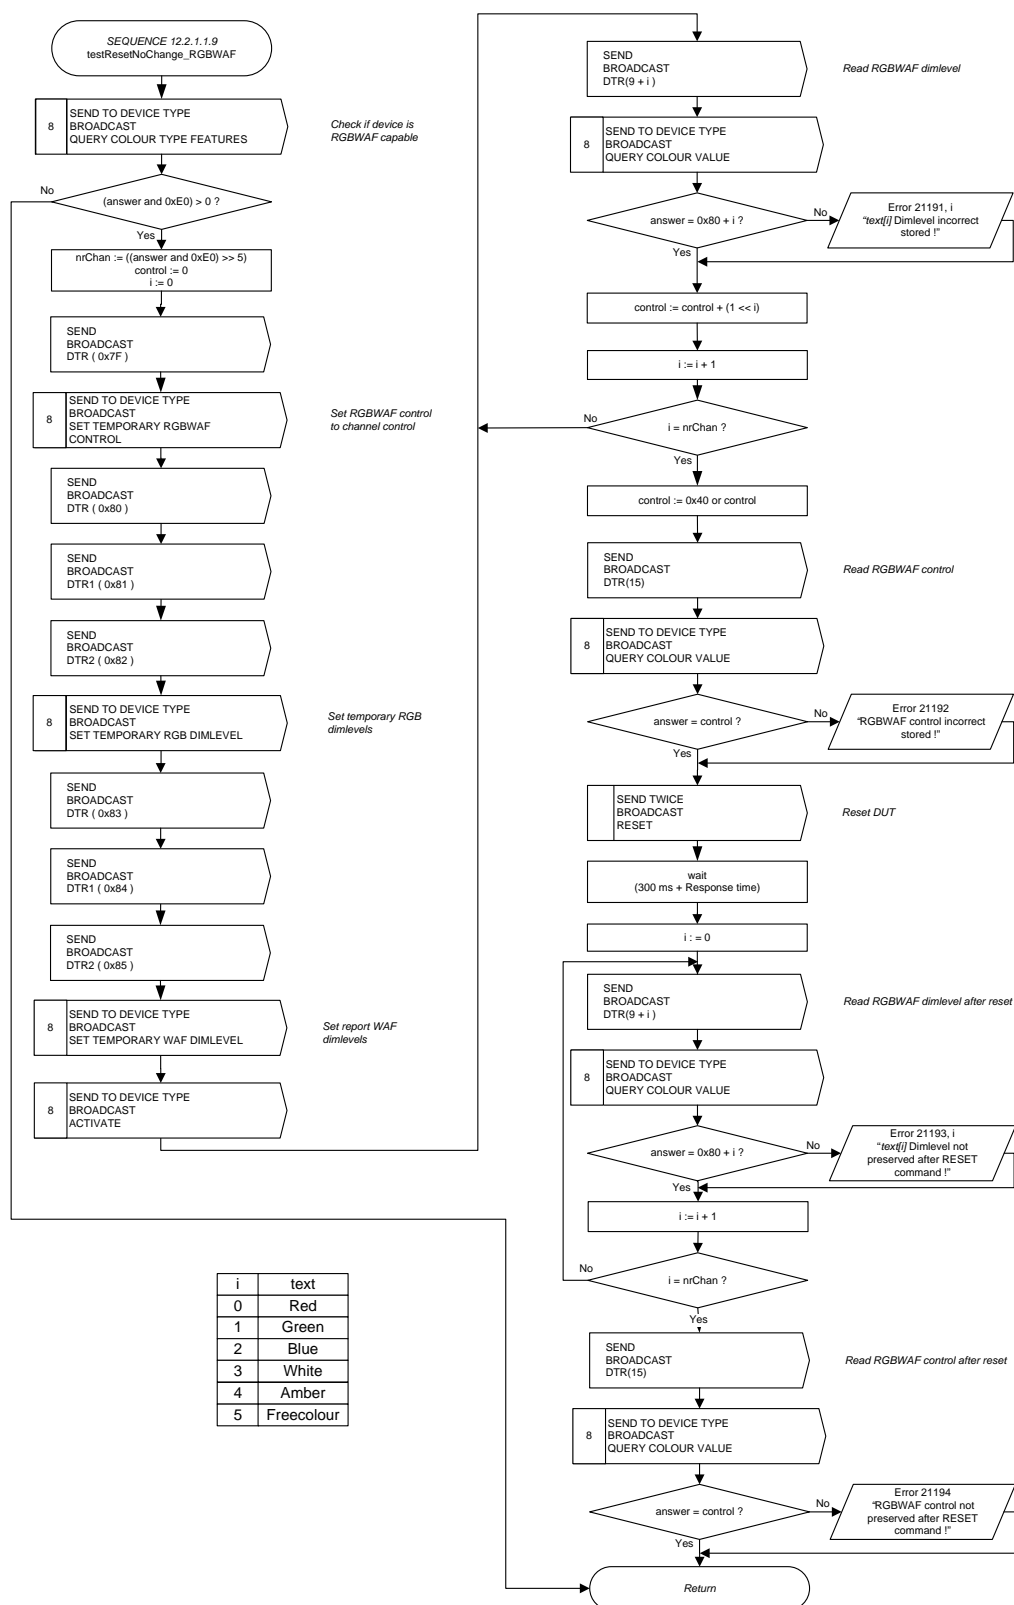 SEQUENCE 12.2.1.1.9
testResetNoChange_RGBWAF
8
SEND TO DEVICE TYPE
BROADCAST
QUERY COLOUR TYPE FEATURES
Check if device is
RGBWAF capable
No
(answer and 0xE0) > 0 ?
Yes
nrChan := ((answer and 0xE0) >> 5)
control := 0
i := 0
SEND
BROADCAST
DTR ( 0x7F )
8
SEND TO DEVICE TYPE
BROADCAST
SET TEMPORARY RGBWAF
CONTROL
Set RGBWAF control
to channel control
SEND
BROADCAST
DTR ( 0x80 )
SEND
BROADCAST
DTR1 ( 0x81 )
SEND
BROADCAST
DTR2 ( 0x82 )
8
SEND TO DEVICE TYPE
BROADCAST
SET TEMPORARY RGB DIMLEVEL
Set temporary RGB
dimlevels
SEND
BROADCAST
DTR ( 0x83 )
SEND
BROADCAST
DTR1 ( 0x84 )
SEND
BROADCAST
DTR2 ( 0x85 )
8
SEND TO DEVICE TYPE
BROADCAST
SET TEMPORARY WAF DIMLEVEL
Set report WAF
dimlevels
8
SEND TO DEVICE TYPE
BROADCAST
ACTIVATE
i text
0 Red
1 Green
2 Blue
3 White
4 Amber
5 Freecolour
SEND
BROADCAST
DTR(9 + i )
Read RGBWAF dimlevel
8
SEND TO DEVICE TYPE
BROADCAST
QUERY COLOUR VALUE
answer = 0x80 + i ?
No
Error 21191, i
“text[i] Dimlevel incorrect
stored !”
Yes
control := control + (1 << i)
i := i + 1
No
i = nrChan ?
Yes
control := 0x40 or control
SEND
BROADCAST
DTR(15)
Read RGBWAF control
8
SEND TO DEVICE TYPE
BROADCAST
QUERY COLOUR VALUE
answer = control ?
No
Error 21192
“RGBWAF control incorrect
stored !”
Yes
SEND TWICE
BROADCAST
RESET
Reset DUT
wait
(300 ms + Response time)
i : = 0
SEND
BROADCAST
DTR(9 + i )
Read RGBWAF dimlevel after reset
8
SEND TO DEVICE TYPE
BROADCAST
QUERY COLOUR VALUE
answer = 0x80 + i ?
No
Error 21193, i
“text[i] Dimlevel not
preserved after RESET
command !”
Yes
i := i + 1
No
i = nrChan ?
Yes
SEND
BROADCAST
DTR(15)
Read RGBWAF control after reset
8
SEND TO DEVICE TYPE
BROADCAST
QUERY COLOUR VALUE
answer = control ?
No
Error 21194
“RGBWAF control not
preserved after RESET
command !”
Yes
Return